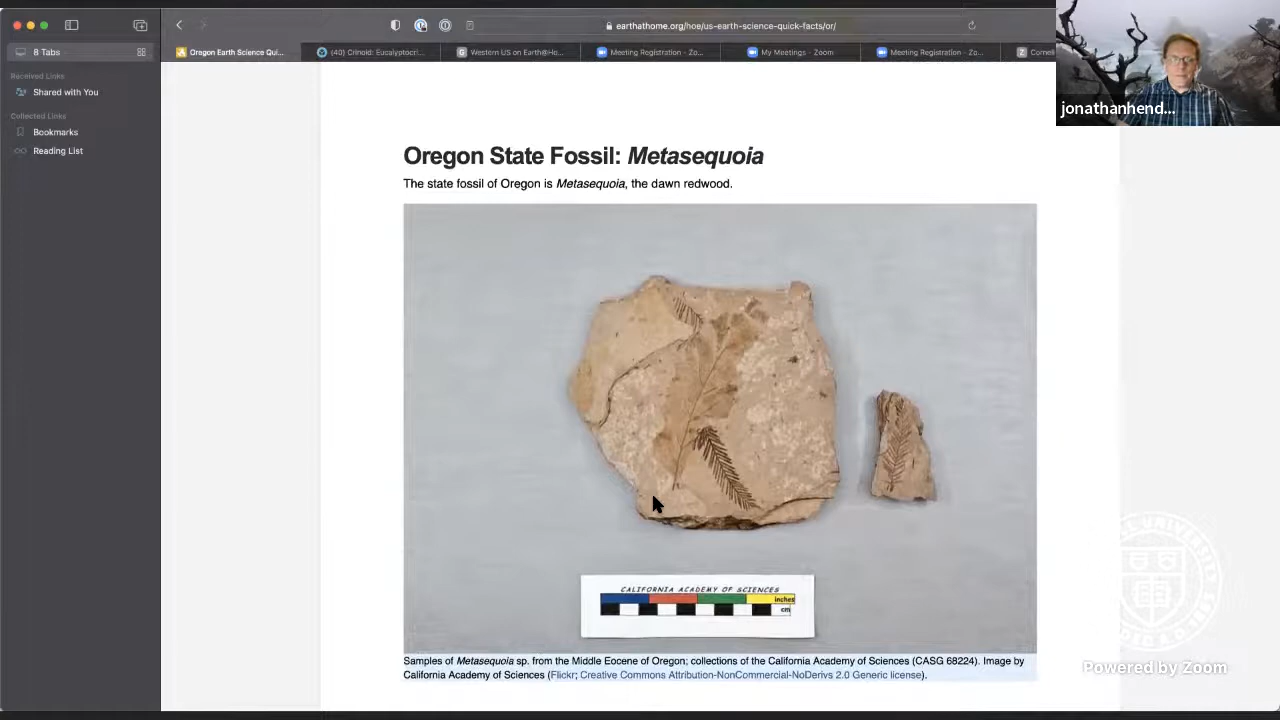 earthathome.org/hoe/us-earth-science-quick-facts/or/
8 Tabs
Oregon Earth Science Qui...
(40) Crinoid: Eucalyptocri...
Western US on Earth@Ho...
Meeting Registration - Zo...
My Meetings - Zoom
Meeting Registration - Zo...
Cornell
Received Links
Shared with You
Collected Links
Bookmarks
Reading List
jonathanhend...
Oregon State Fossil: Metasequoia
The state fossil of Oregon is Metasequoia, the dawn redwood.
CALIFORNIA ACADEMY OF SCIENCES
inches
cm
Samples of Metasequoia sp. from the Middle Eocene of Oregon; collections of the California Academy of Sciences (CASG 68224). Image by
California Academy of Sciences (Flickr; Creative Commons Attribution-NonCommercial-NoDerivs 2.0 Generic license).
Powered by Zoom